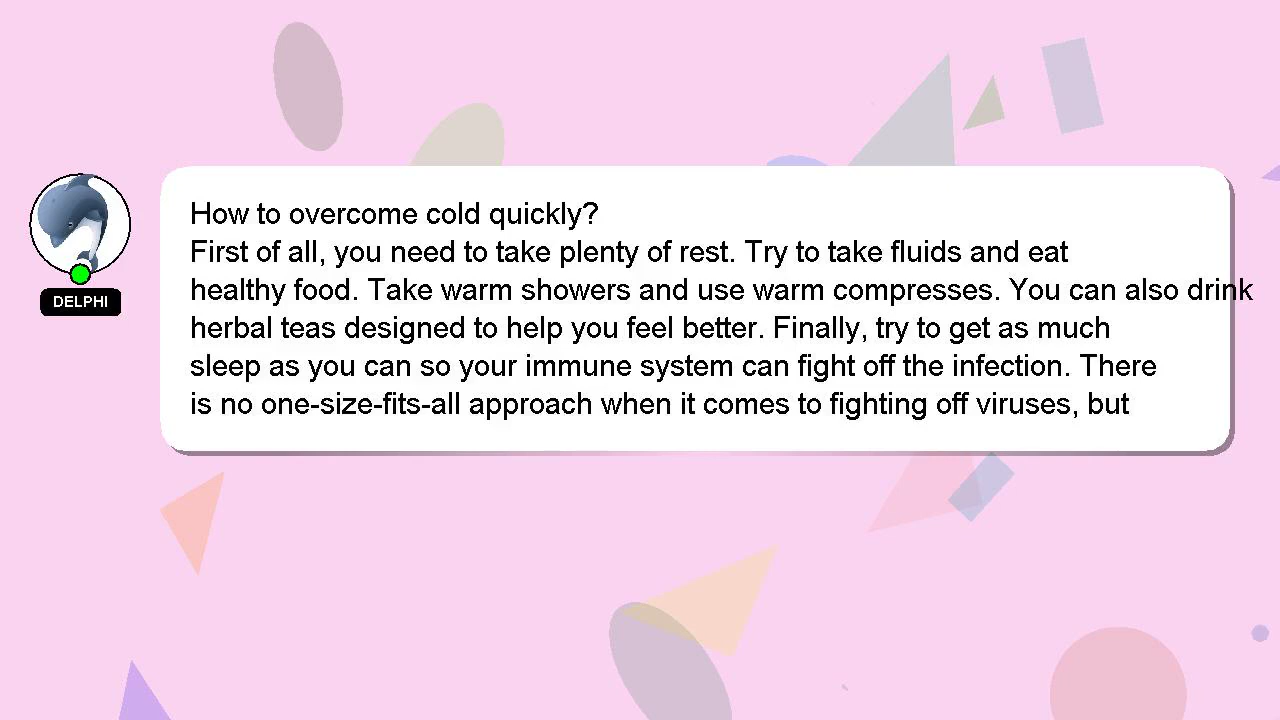 How to overcome cold quickly?
First of all, you need to take plenty of rest. Try to take fluids and eat
healthy food. Take warm showers and use warm compresses. You can also drink
herbal teas designed to help you feel better. Finally, try to get as much
sleep as you can so your immune system can fight off the infection. There
is no one-size-fits-all approach when it comes to fighting off viruses, but
DELPHI